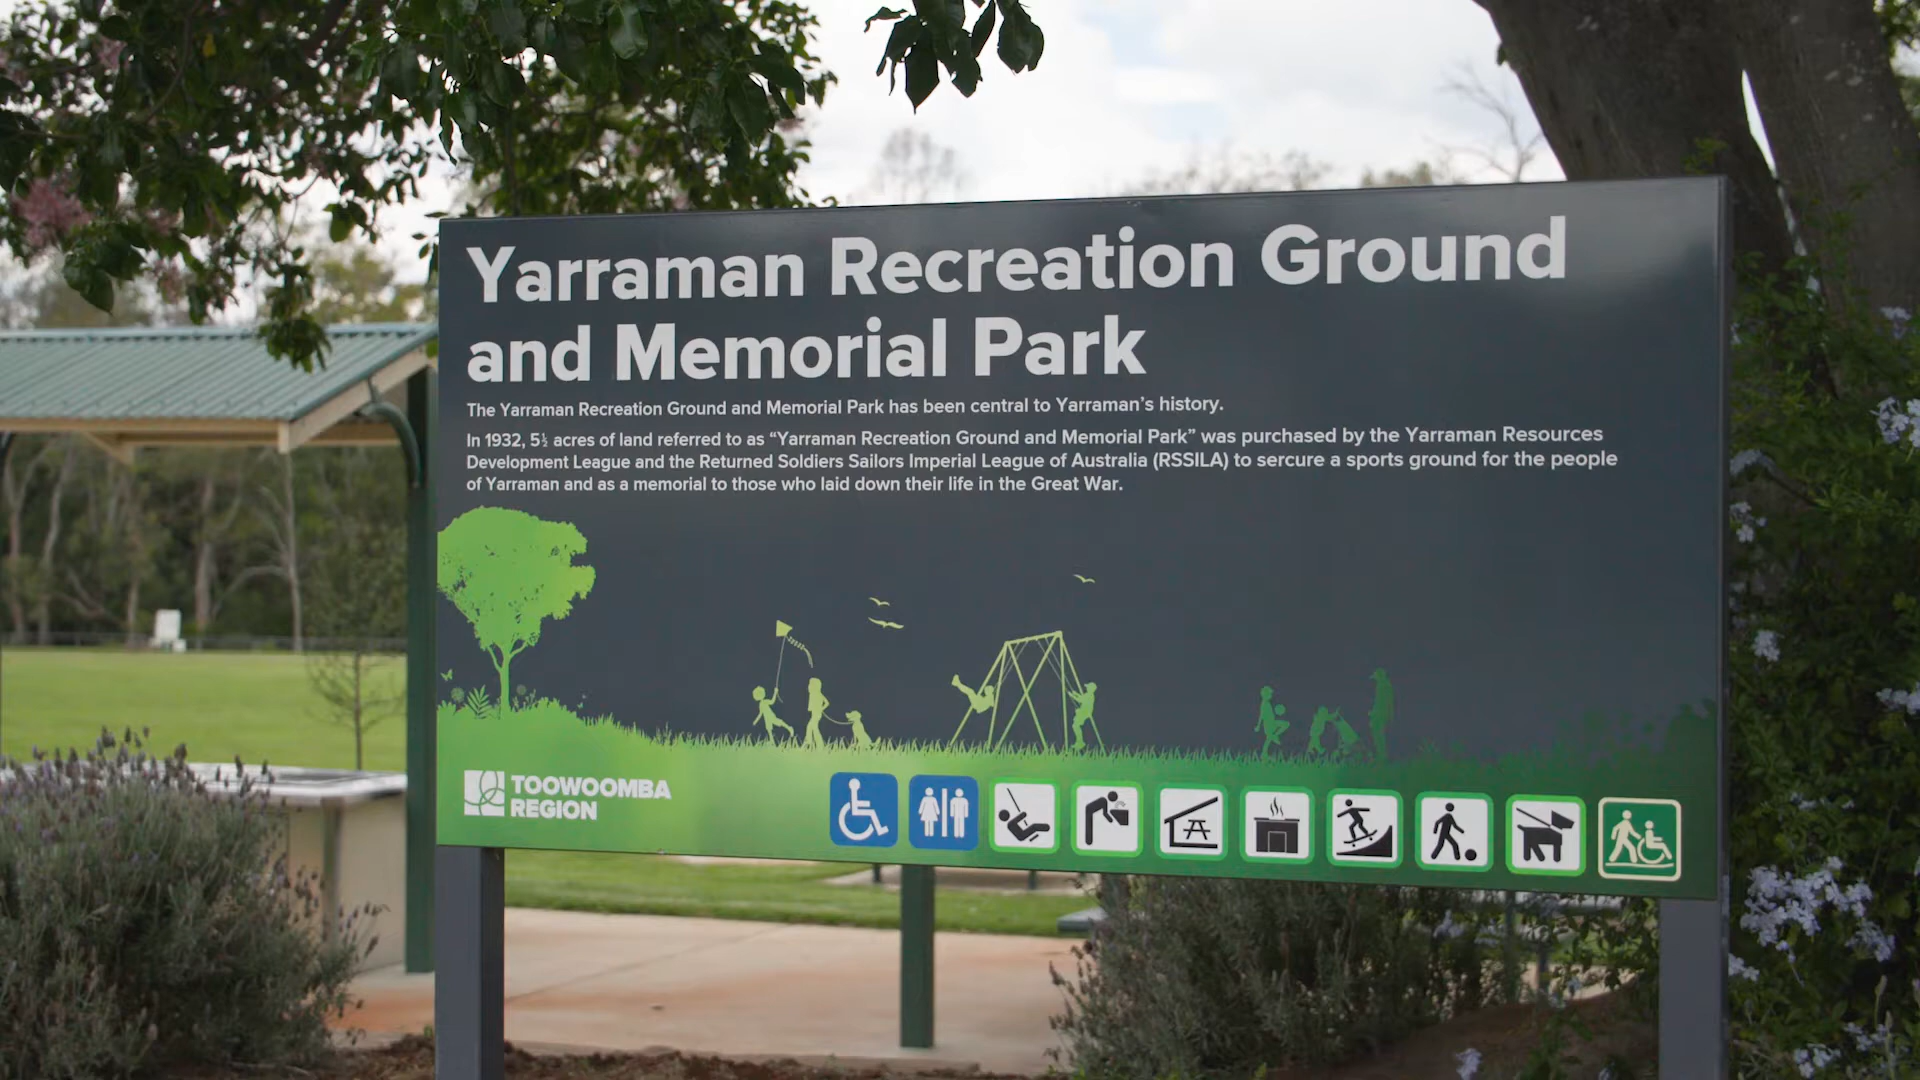 Yarraman Recreation Ground
and Memorial Park
The Yarraman Recreation Ground and Memorial Park has been central to Yarraman's history.
In 1932, 5½ acres of land referred to as “Yarraman Recreation Ground and Memorial Park” was purchased by the Yarraman Resources
Development League and the Returned Soldiers Sailors Imperial League of Australia (RSSILA) to sercure a sports ground for the people
of Yarraman and as a memorial to those who laid down their life in the Great War.
TOOWOOMBA
REGION